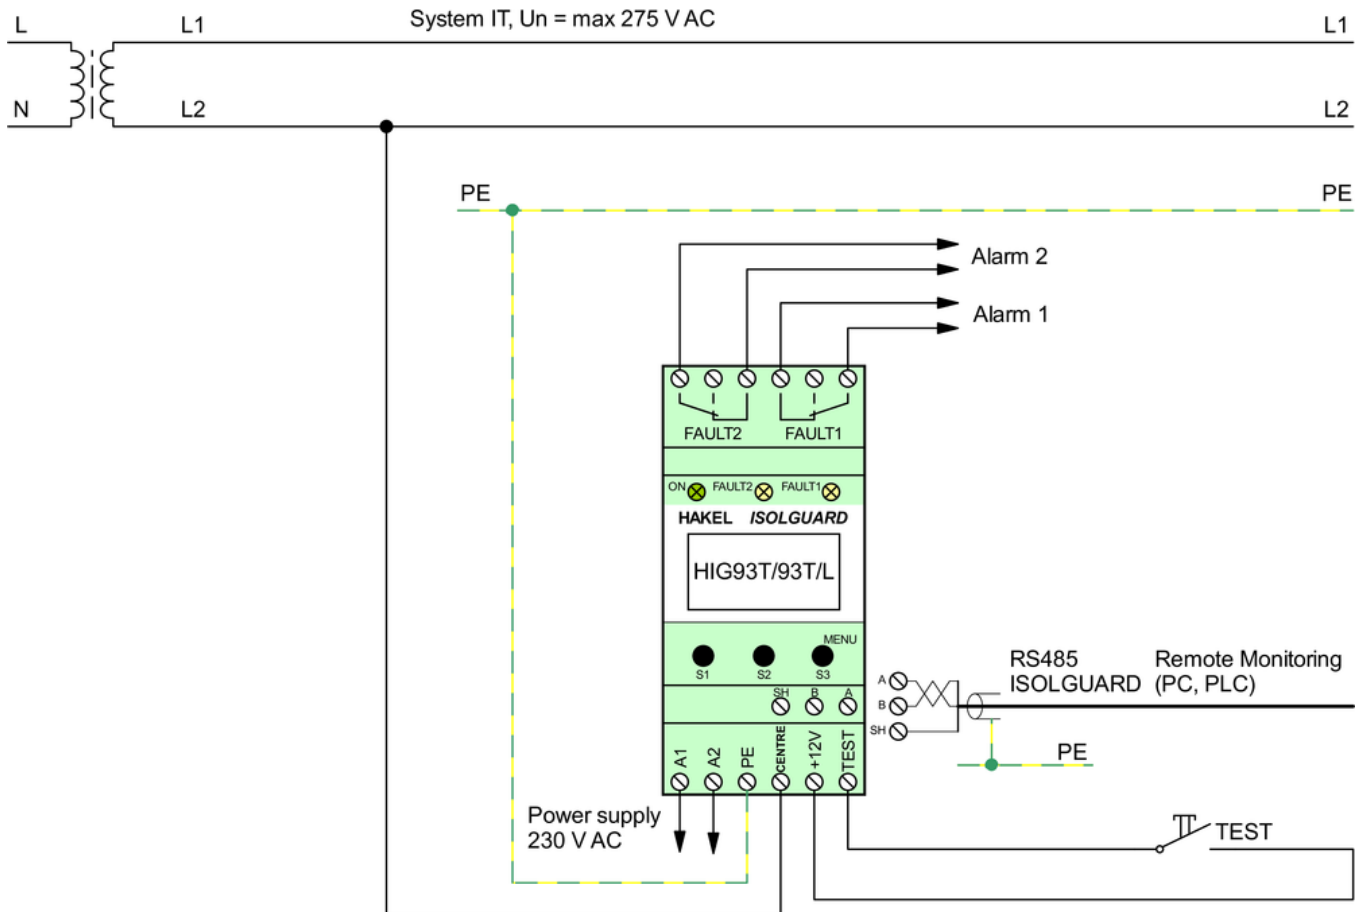 System IT, Un = max 275 V AC
L L1 L1
N L2 L2
PE PE
Alarm 2
Alarm 1
FAULT2 FAULT1
ON FAULT2 FAULT1
HAKEL ISOLGUARD
HIG93T/93T/L
MENU
S1 S2 S3
SH B A
A
B
SH
RS485
ISOLGUARD
Remote Monitoring
(PC, PLC)
PE
A1 A2 PE CENTRE +12V TEST
Power supply
230 V AC
TEST